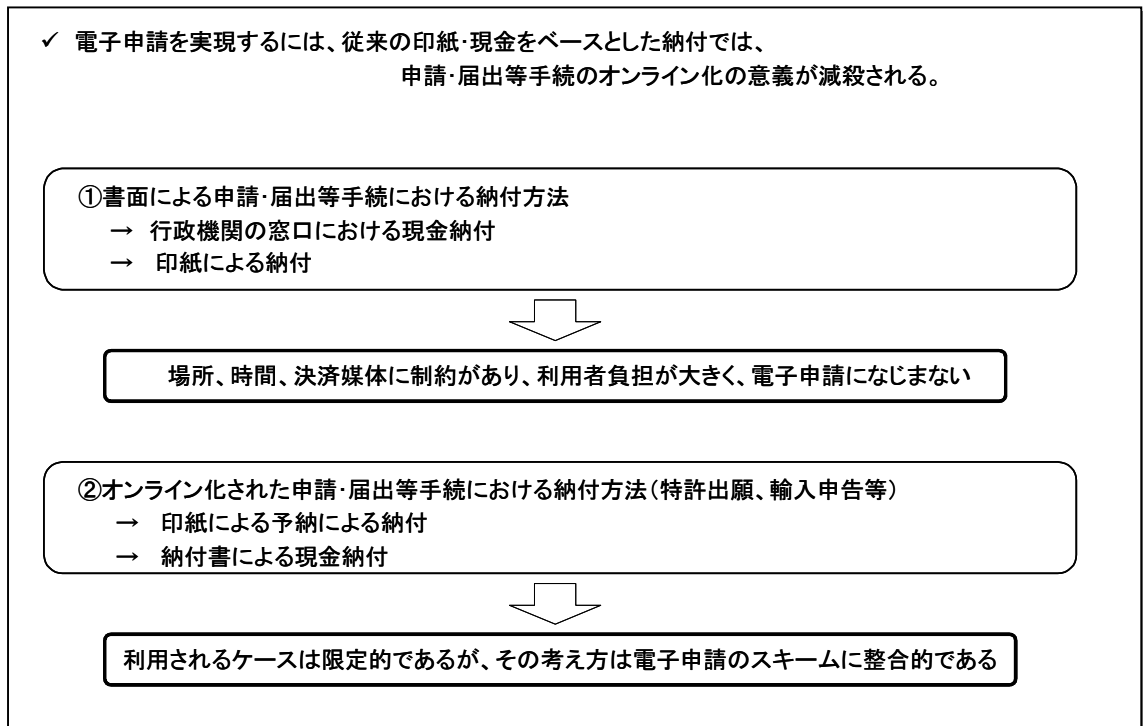 ✓ 電子申請を実現するには、従来の印紙・現金をベースとした納付では、
申請・届出等手続のオンライン化の意義が減殺される。
①書面による申請・届出等手続における納付方法
→ 行政機関の窓口における現金納付
→ 印紙による納付
場所、時間、決済媒体に制約があり、利用者負担が大きく、電子申請になじまない
②オンライン化された申請・届出等手続における納付方法(特許出願、輸入申告等)
→ 印紙による予納による納付
→ 納付書による現金納付
利用されるケースは限定的であるが、その考え方は電子申請のスキームに整合的である